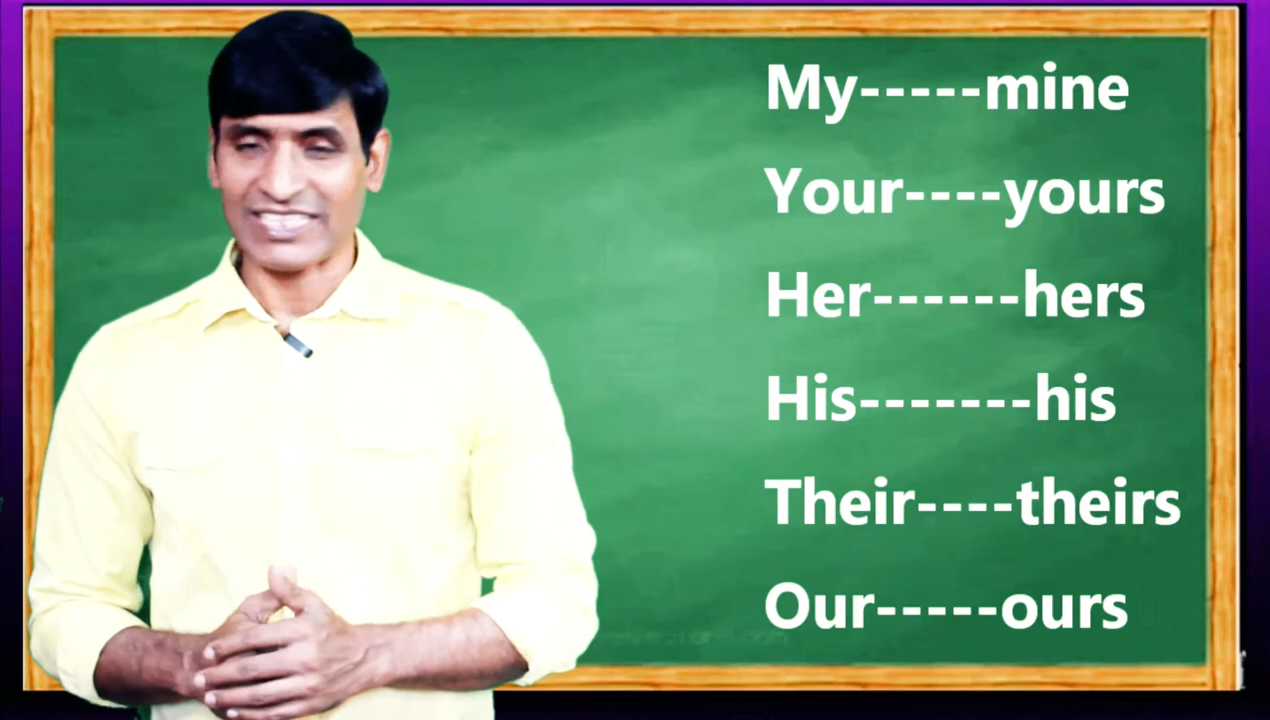 My-----mine
Your----yours
Her------hers
His-------his
Their----theirs
Our-----ours